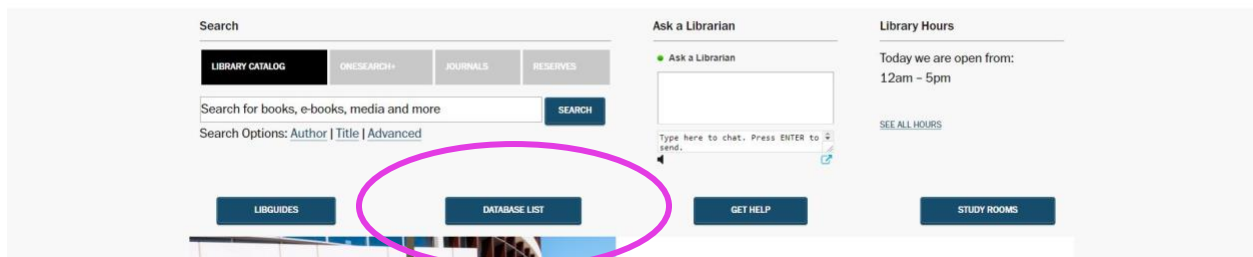 Search
LIBRARY CATALOG
ONESEARCH+
JOURNALS
RESERVES
Search for books, e-books, media and more
SEARCH
Search Options: Author | Title | Advanced
Ask a Librarian
Ask a Librarian
Type here to chat. Press ENTER to
send.
Library Hours
Today we are open from:
12am – 5pm
SEE ALL HOURS
LIBGUIDES
DATABASE LIST
GET HELP
STUDY ROOMS